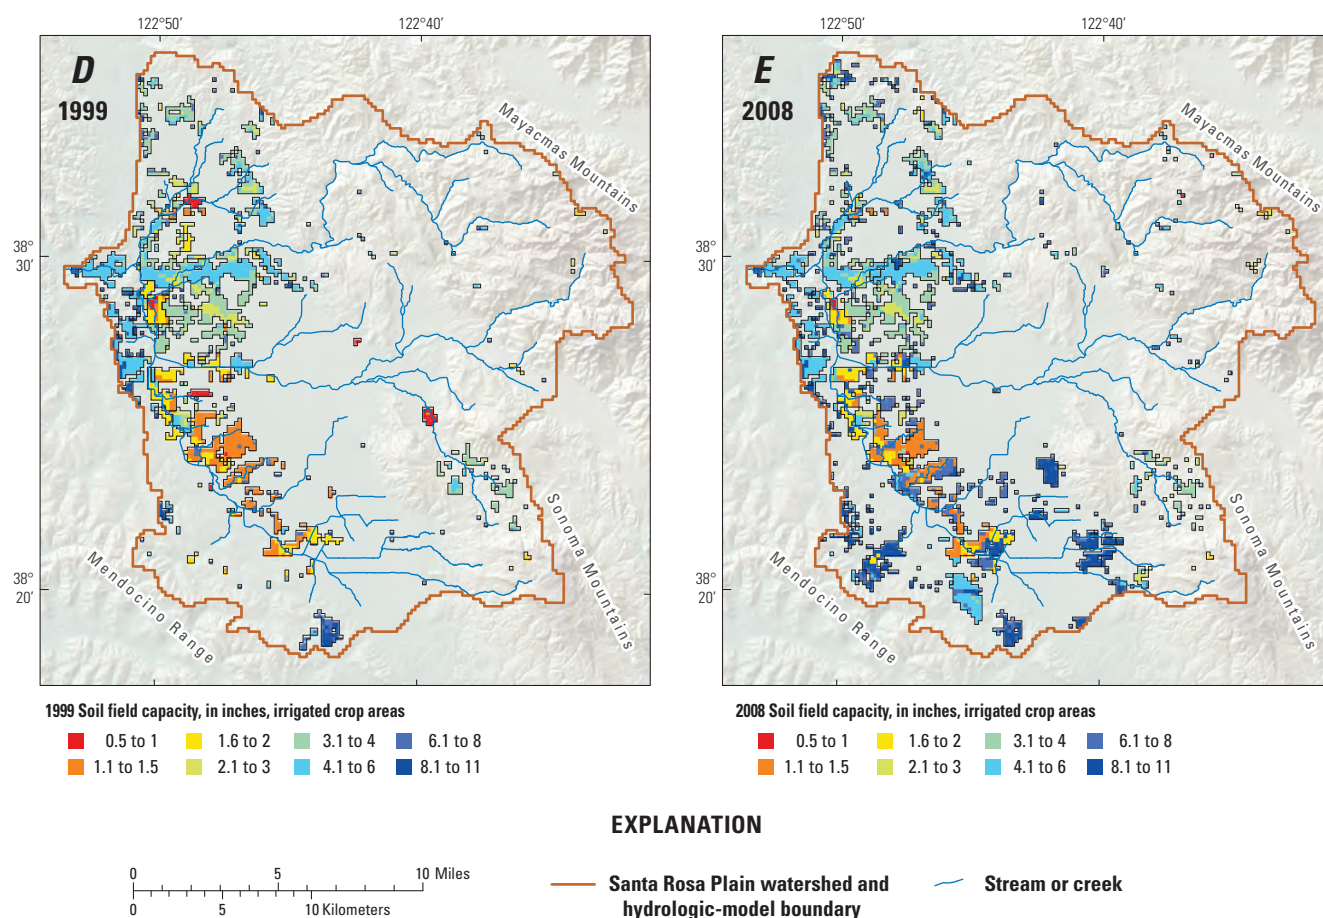 122°50′ 122°40′
D
1999
Mayacmas Mountains
38°
30′
38°
20′
Mendocino Range
Sonoma Mountains
1999 Soil field capacity, in inches, irrigated crop areas
0.5 to 1 1.6 to 2 3.1 to 4 6.1 to 8
1.1 to 1.5 2.1 to 3 4.1 to 6 8.1 to 11
122°50′ 122°40′
E
2008
Mayacmas Mountains
38°
30′
38°
20′
Mendocino Range
Sonoma Mountains
2008 Soil field capacity, in inches, irrigated crop areas
0.5 to 1 1.6 to 2 3.1 to 4 6.1 to 8
1.1 to 1.5 2.1 to 3 4.1 to 6 8.1 to 11
EXPLANATION
0 5 10 Miles
0 5 10 Kilometers
Santa Rosa Plain watershed and
hydrologic-model boundary
Stream or creek